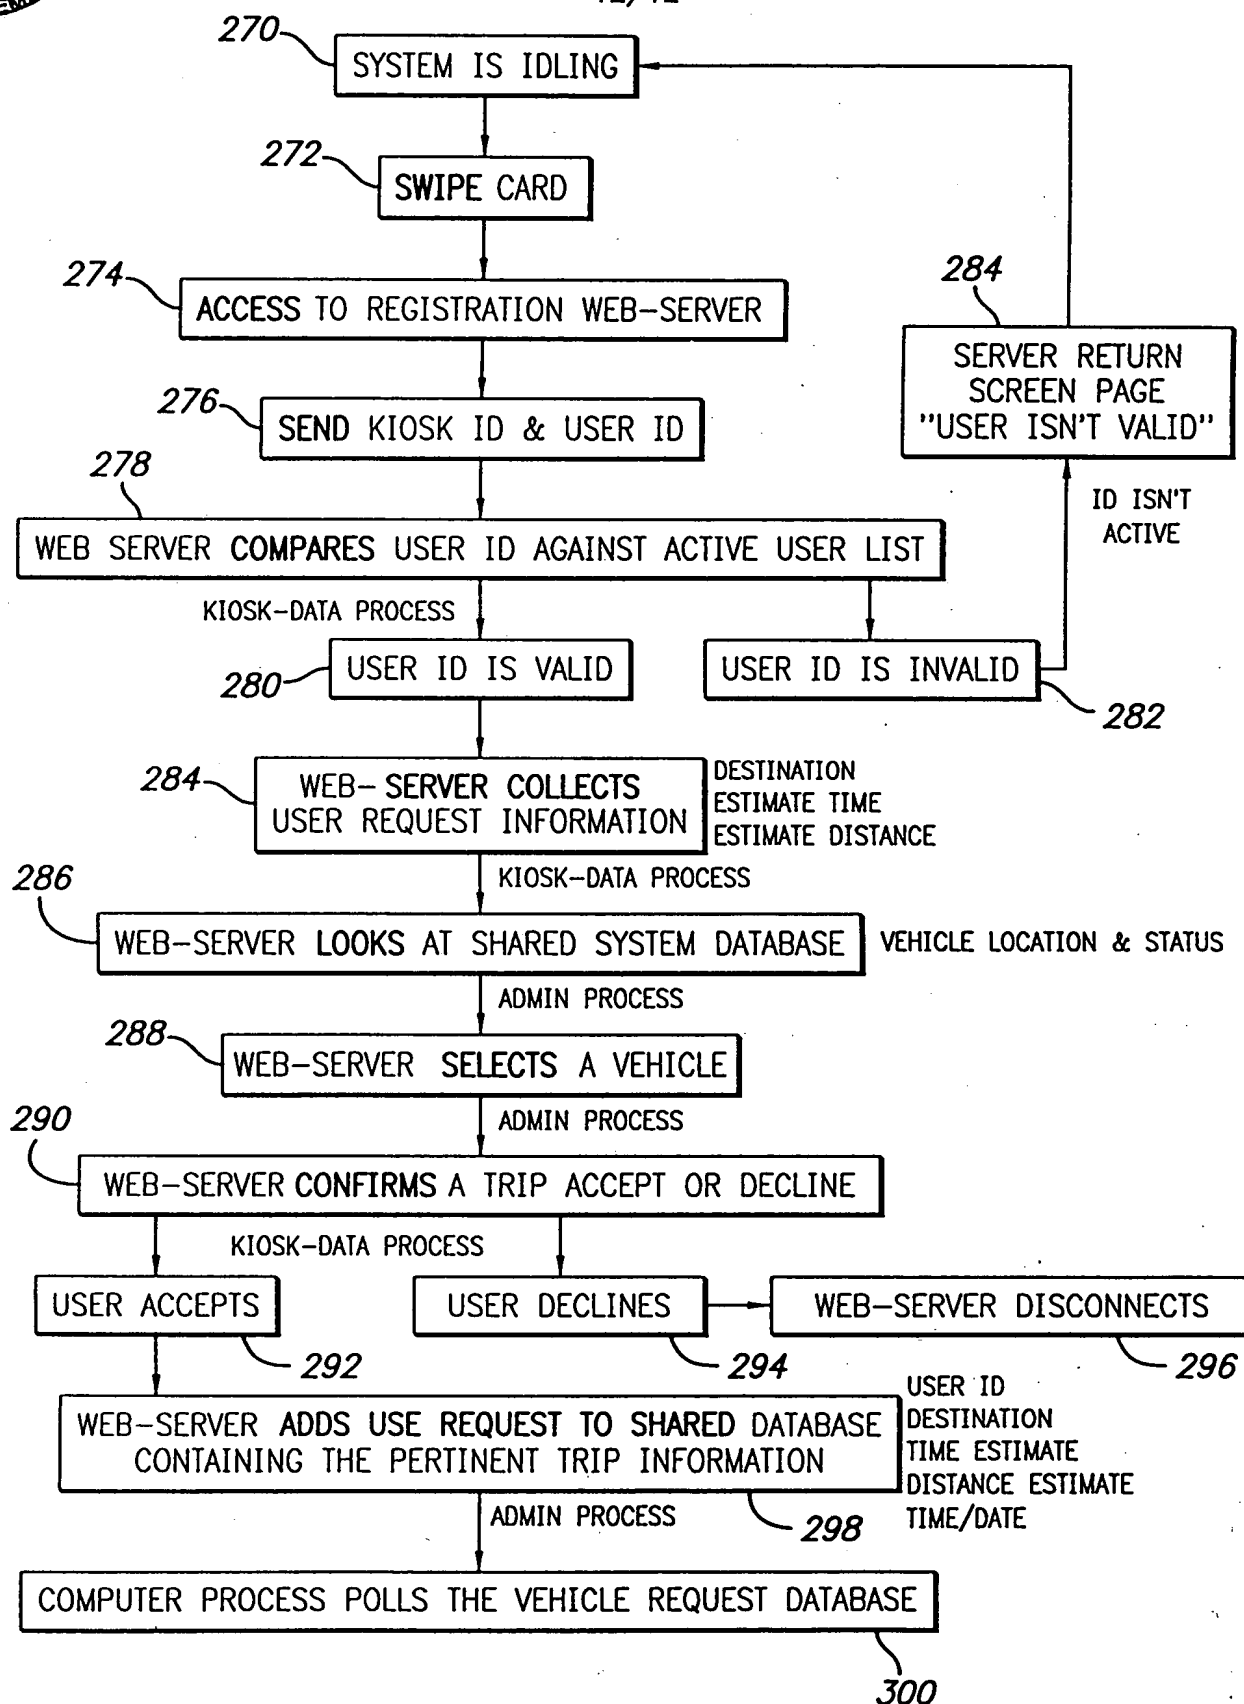 270
SYSTEM IS IDLING
272
SWIPE CARD
274
ACCESS TO REGISTRATION WEB-SERVER
284
SERVER RETURN
SCREEN PAGE
"USER ISN'T VALID"
276
SEND KIOSK ID & USER ID
278
ID ISN'T
ACTIVE
WEB SERVER COMPARES USER ID AGAINST ACTIVE USER LIST
KIOSK-DATA PROCESS
USER ID IS VALID
280
USER ID IS INVALID
282
284
WEB-SERVER COLLECTS
USER REQUEST INFORMATION
DESTINATION
ESTIMATE TIME
ESTIMATE DISTANCE
KIOSK-DATA PROCESS
286
WEB-SERVER LOOKS AT SHARED SYSTEM DATABASE
VEHICLE LOCATION & STATUS
ADMIN PROCESS
288
WEB-SERVER SELECTS A VEHICLE
ADMIN PROCESS
290
WEB-SERVER CONFIRMS A TRIP ACCEPT OR DECLINE
KIOSK-DATA PROCESS
USER ACCEPTS
292
USER DECLINES
294
WEB-SERVER DISCONNECTS
296
WEB-SERVER ADDS USE REQUEST TO SHARED DATABASE
CONTAINING THE PERTINENT TRIP INFORMATION
298
USER ID
DESTINATION
TIME ESTIMATE
DISTANCE ESTIMATE
TIME/DATE
ADMIN PROCESS
COMPUTER PROCESS POLLS THE VEHICLE REQUEST DATABASE
300